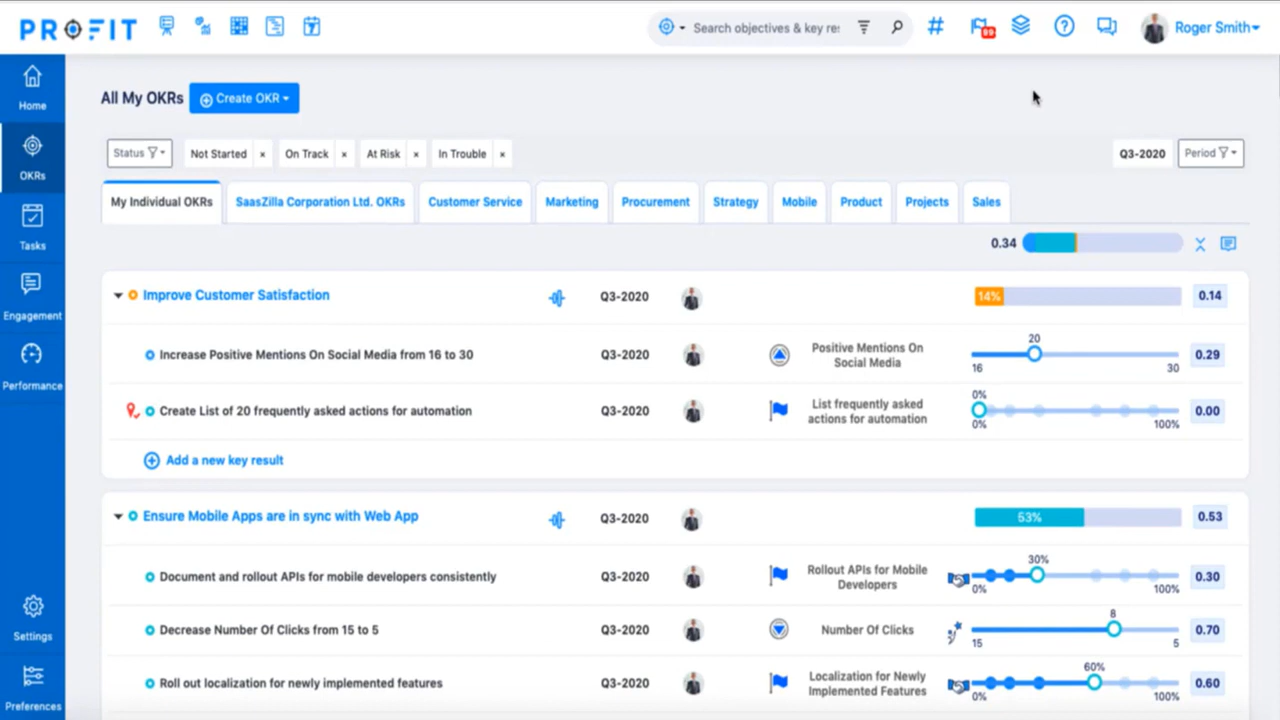 PROFIT
Search objectives & key re:
99
Roger Smith
Home
OKRs
Tasks
Engagement
Performance
Settings
Preferences
All My OKRs
Create OKR
Status
Not Started ×
On Track ×
At Risk ×
In Trouble ×
Q3-2020
Period
My Individual OKRs
SaasZilla Corporation Ltd. OKRs
Customer Service
Marketing
Procurement
Strategy
Mobile
Product
Projects
Sales
0.34
Improve Customer Satisfaction
Q3-2020
14%
0.14
Increase Positive Mentions On Social Media from 16 to 30
Q3-2020
Positive Mentions On
Social Media
20
16
30
0.29
Create List of 20 frequently asked actions for automation
Q3-2020
List frequently asked
actions for automation
0%
0%
100%
0.00
Add a new key result
Ensure Mobile Apps are in sync with Web App
Q3-2020
53%
0.53
Document and rollout APIs for mobile developers consistently
Q3-2020
Rollout APIs for Mobile
Developers
30%
0%
100%
0.30
Decrease Number Of Clicks from 15 to 5
Q3-2020
Number Of Clicks
8
15
5
0.70
Roll out localization for newly implemented features
Q3-2020
Localization for Newly
Implemented Features
60%
0%
100%
0.60